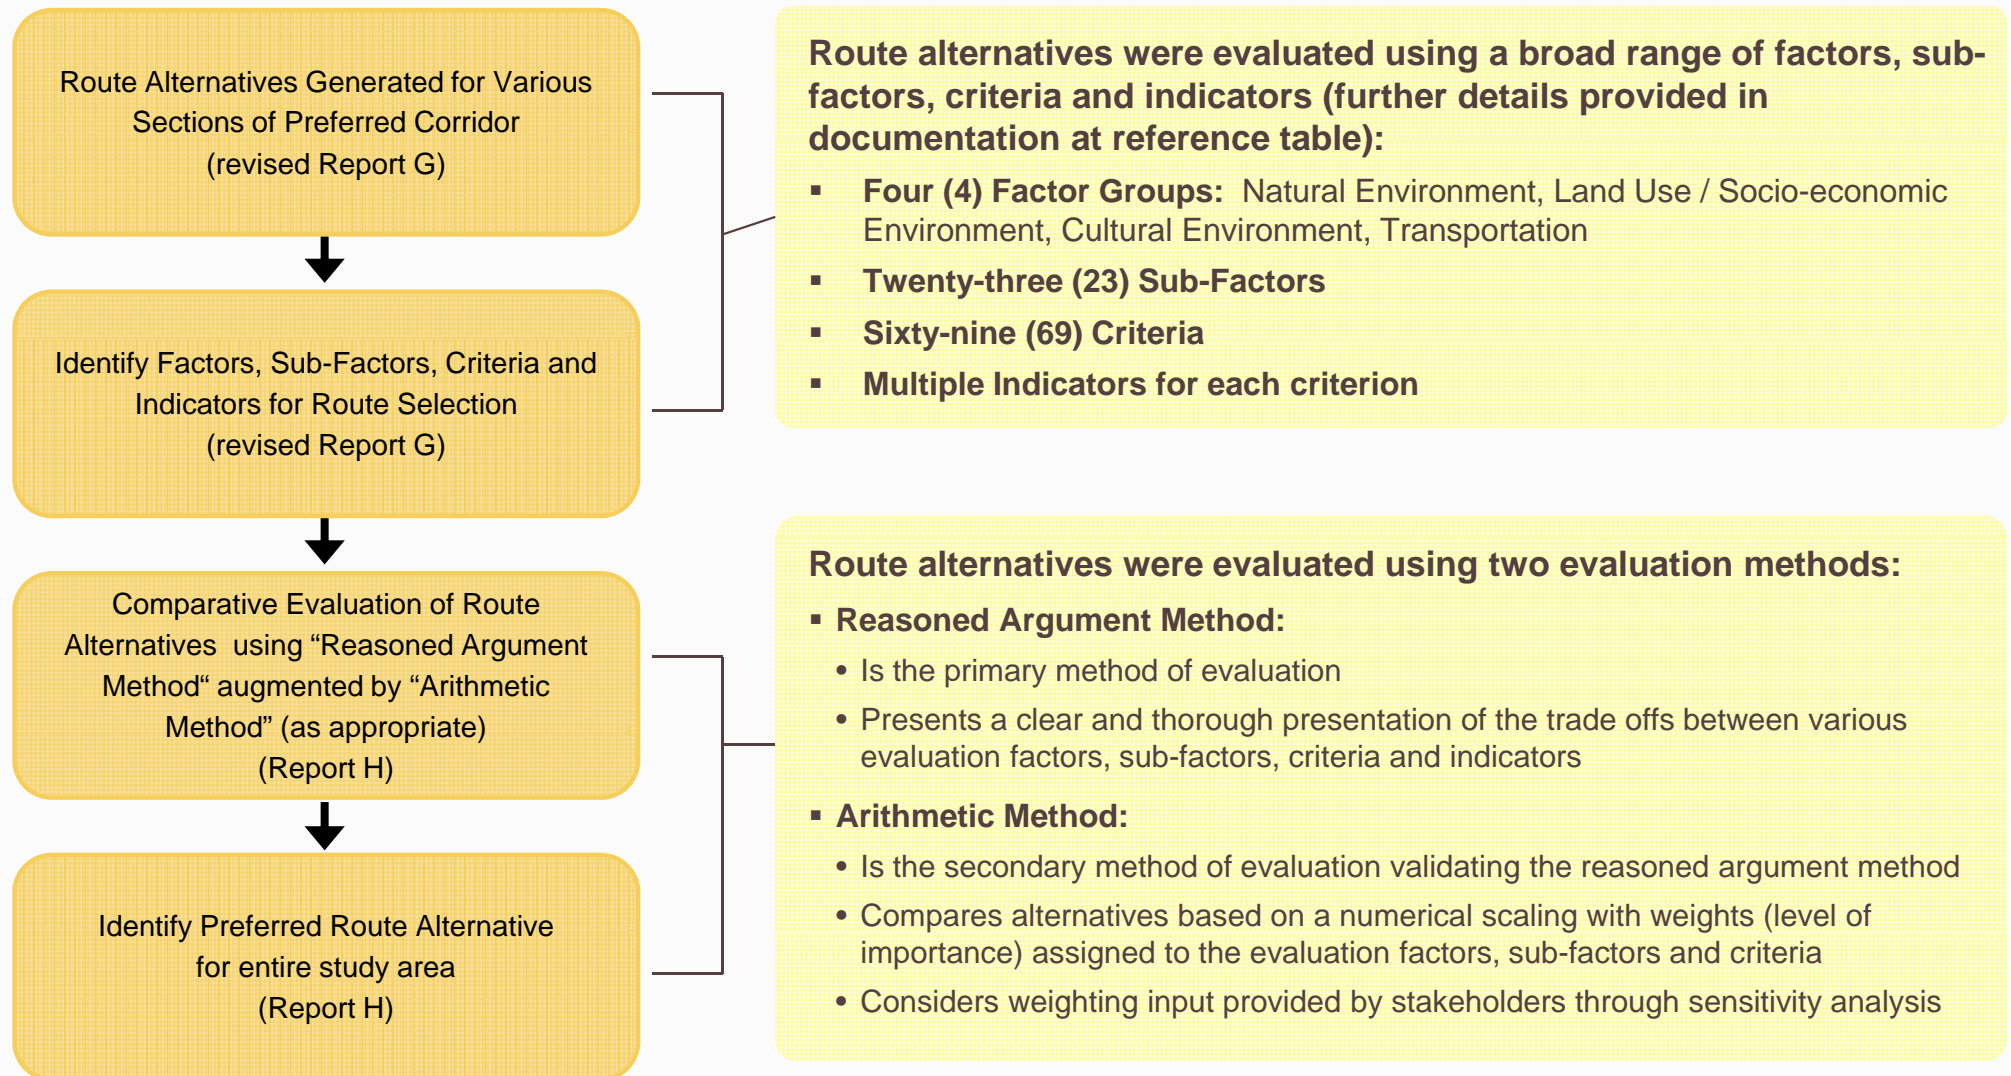 Route Alternatives Generated for Various
Sections of Preferred Corridor
(revised Report G)
Identify Factors, Sub-Factors, Criteria and
Indicators for Route Selection
(revised Report G)
Comparative Evaluation of Route
Alternatives  using “Reasoned Argument
Method“ augmented by “Arithmetic
Method” (as appropriate)
(Report H)
Identify Preferred Route Alternative
for entire study area
(Report H)
Route alternatives were evaluated using a broad range of factors, sub-
factors, criteria and indicators (further details provided in
documentation at reference table):
▪ Four (4) Factor Groups:  Natural Environment, Land Use / Socio-economic
Environment, Cultural Environment, Transportation
▪ Twenty-three (23) Sub-Factors
▪ Sixty-nine (69) Criteria
▪ Multiple Indicators for each criterion
Route alternatives were evaluated using two evaluation methods:
▪ Reasoned Argument Method:
• Is the primary method of evaluation
• Presents a clear and thorough presentation of the trade offs between various
evaluation factors, sub-factors, criteria and indicators
▪ Arithmetic Method:
• Is the secondary method of evaluation validating the reasoned argument method
• Compares alternatives based on a numerical scaling with weights (level of
importance) assigned to the evaluation factors, sub-factors and criteria
• Considers weighting input provided by stakeholders through sensitivity analysis